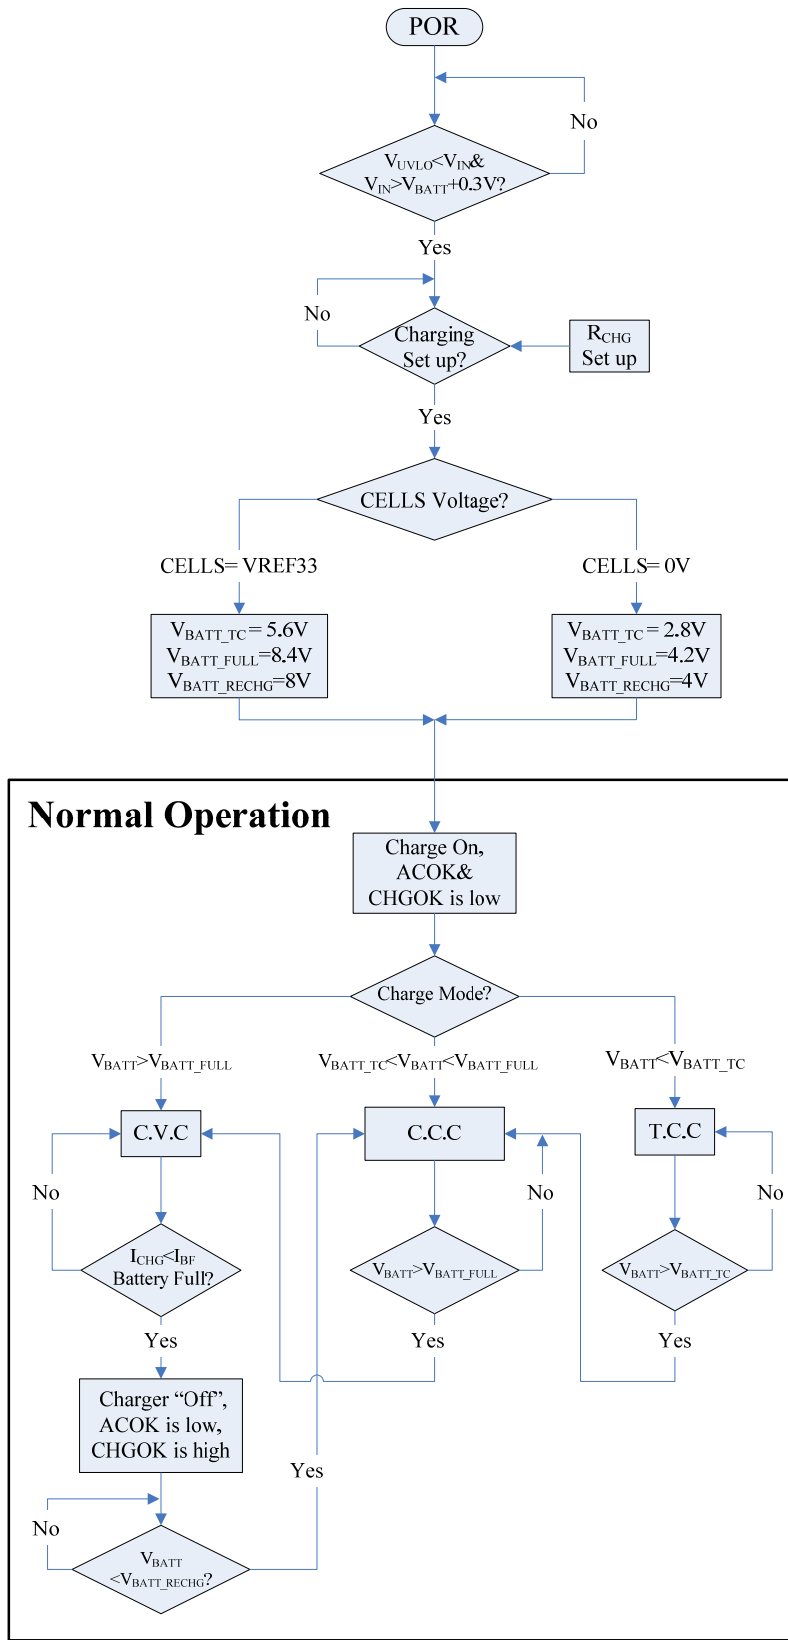 POR
No
VUVLO<VIN&
VIN>VBATT+0.3V?
Yes
No
Charging
Set up?
RCHG
Set up
Yes
CELLS Voltage?
CELLS= VREF33
CELLS= 0V
VBATT_TC= 5.6V
VBATT_FULL=8.4V
VBATT_RECHG=8V
VBATT_TC= 2.8V
VBATT_FULL=4.2V
VBATT_RECHG=4V
Normal Operation
Charge On,
ACOK&
CHGOK is low
Charge Mode?
VBATT>VBATT_FULL
VBATT_TC<VBATT<VBATT_FULL
VBATT<VBATT_TC
C.V.C
C.C.C
T.C.C
No
No
No
ICHG<IBF
Battery Full?
VBATT>VBATT_FULL
VBATT>VBATT_TC
Yes
Yes
Yes
Charger “Off”,
ACOK is low,
CHGOK is high
Yes
No
VBATT
<VBATT_RECHG?